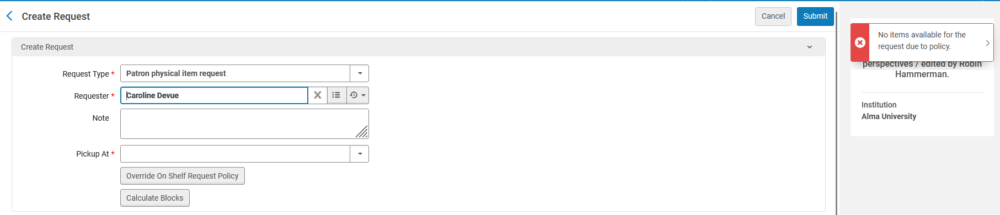 Create Request
Cancel
Submit
Create Request
Request Type *
Patron physical item request
Requester *
Caroline Devue
Note
Pickup At *
Override On Shelf Request Policy
Calculate Blocks
No items available for the
request due to policy.
perspectives / edited by Robin
Hammerman.
Institution
Alma University